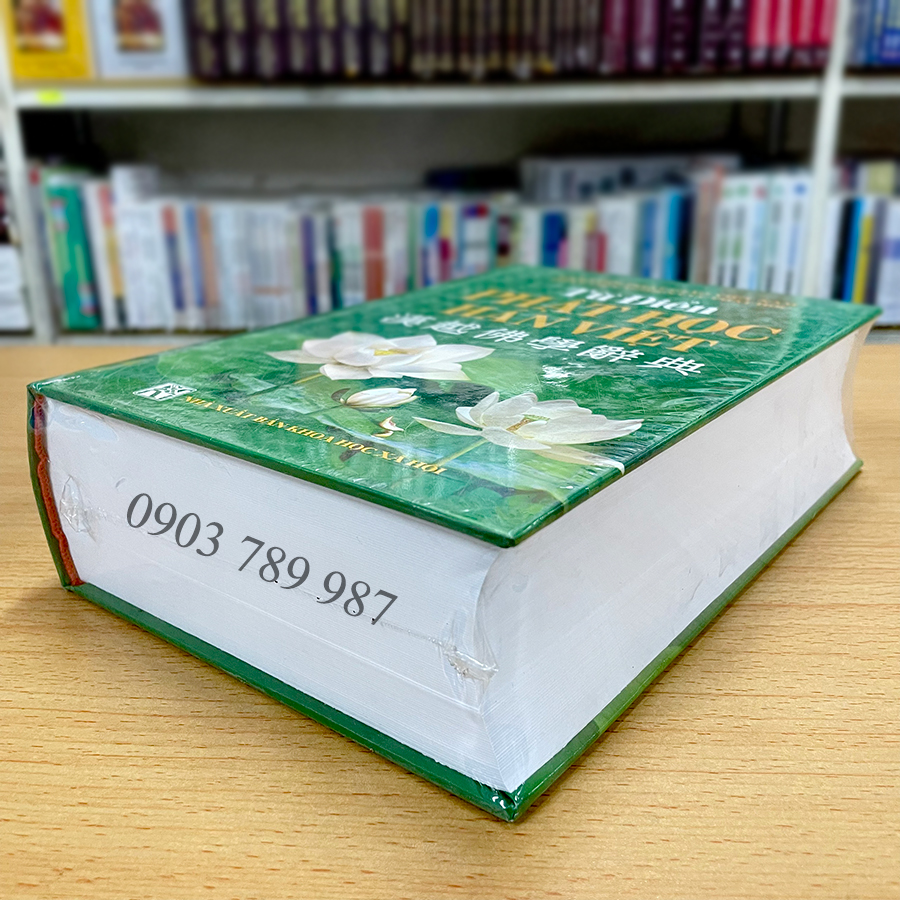 Từ Điển
PHẬT HỌC
HÁN VIỆT
漢越佛學辭典
NHÀ XUẤT BẢN KHOA HỌC XÃ HỘI
0903 789 987